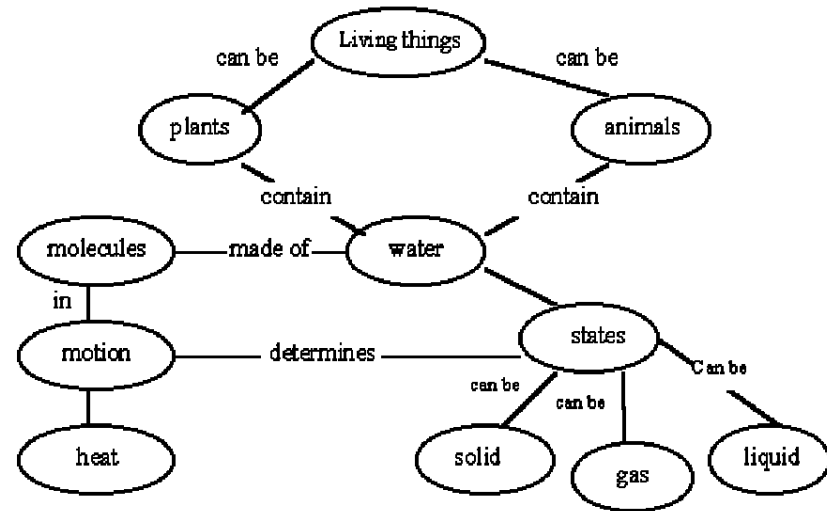 Living things
can be
can be
plants
animals
contain
contain
molecules
made of
water
in
states
motion
determines
can be
can be
Can be
heat
solid
gas
liquid